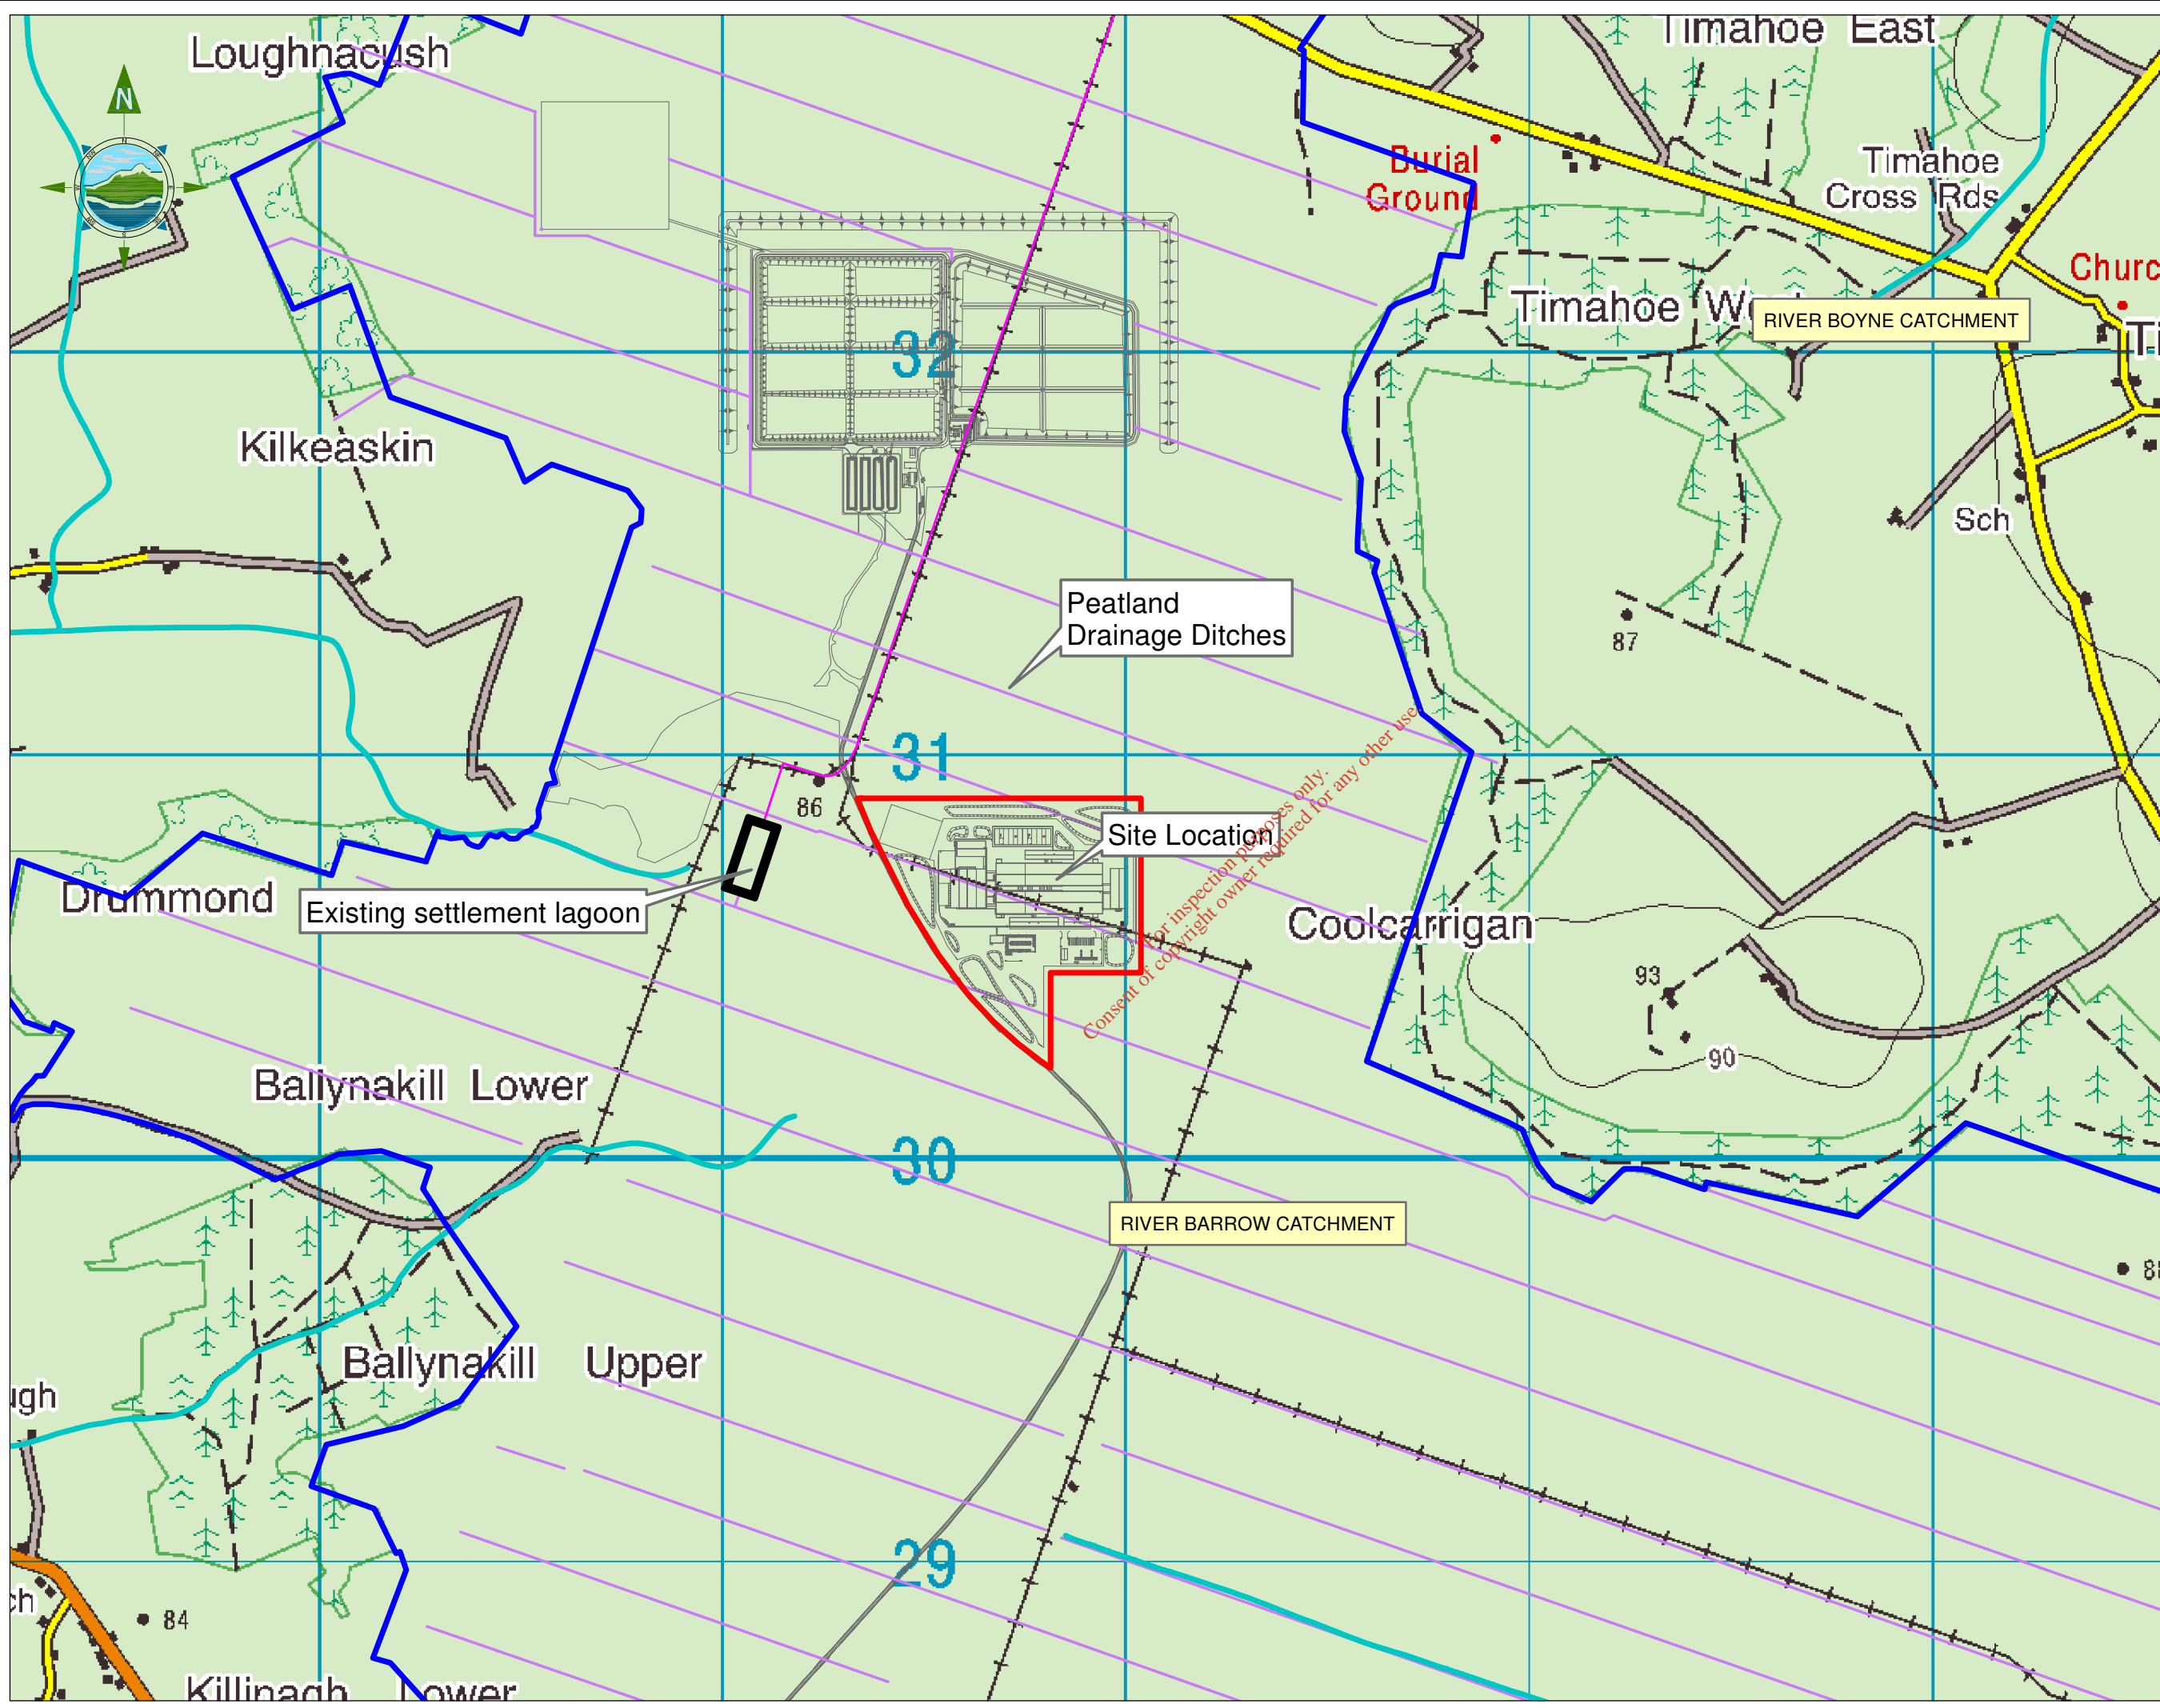 Loughnacush
Timahoe East
N
Burial
Ground
Timahoe
Cross Rds
Timahoe
RIVER BOYNE CATCHMENT
32
Kilkeaskin
Sch
Peatland
Drainage Ditches
87
31
86
Site Location
For inspection purposes only.
Consent of copyright owner required for any other use.
Drummond
Existing settlement lagoon
Coolcarrigan
93
90
Ballynakill Lower
30
RIVER BARROW CATCHMENT
Ballynakill Upper
29
84
Killinagh Lower